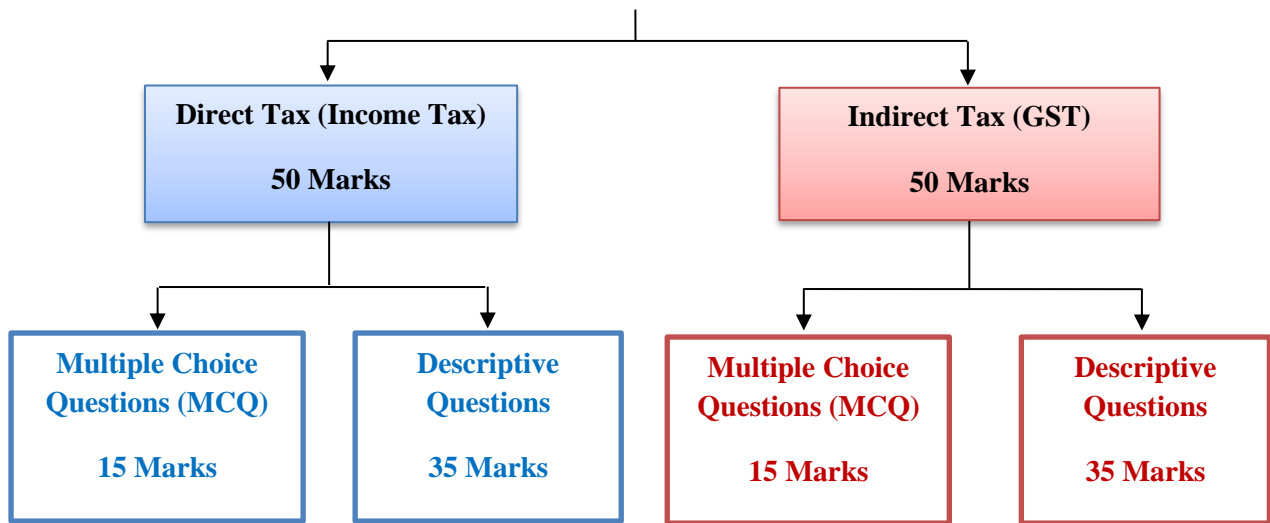 Direct Tax (Income Tax)
50 Marks
Indirect Tax (GST)
50 Marks
Multiple Choice
Questions (MCQ)
15 Marks
Descriptive
Questions
35 Marks
Multiple Choice
Questions (MCQ)
15 Marks
Descriptive
Questions
35 Marks